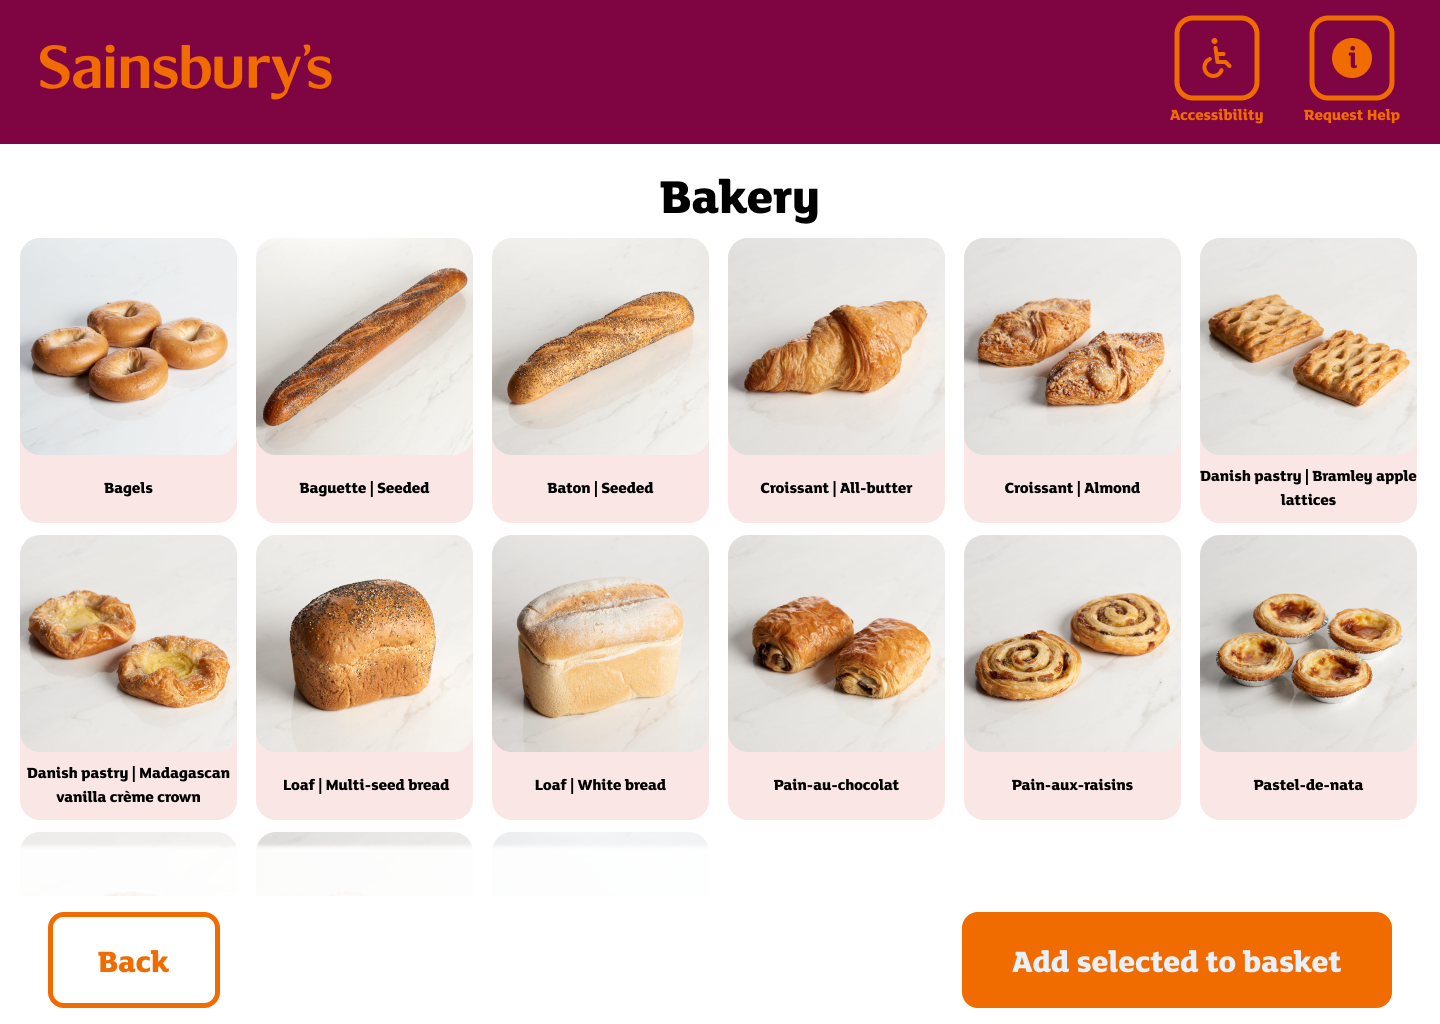 Sainsbury's
Accessibility
Request Help
Bakery
Bagels
Baguette | Seeded
Baton | Seeded
Croissant | All-butter
Croissant | Almond
Danish pastry | Bramley apple
lattices
Danish pastry | Madagascan
vanilla crème crown
Loaf | Multi-seed bread
Loaf | White bread
Pain-au-chocolat
Pain-aux-raisins
Pastel-de-nata
Back
Add selected to basket